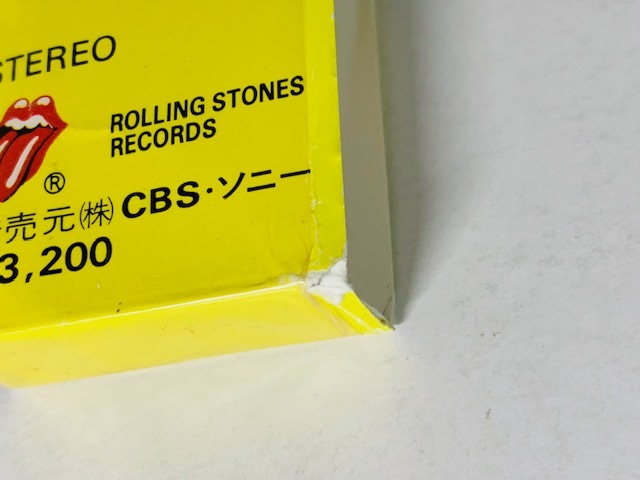 STEREO
ROLLING STONES
RECORDS
®
売元(株)CBS・ソニー
3,200